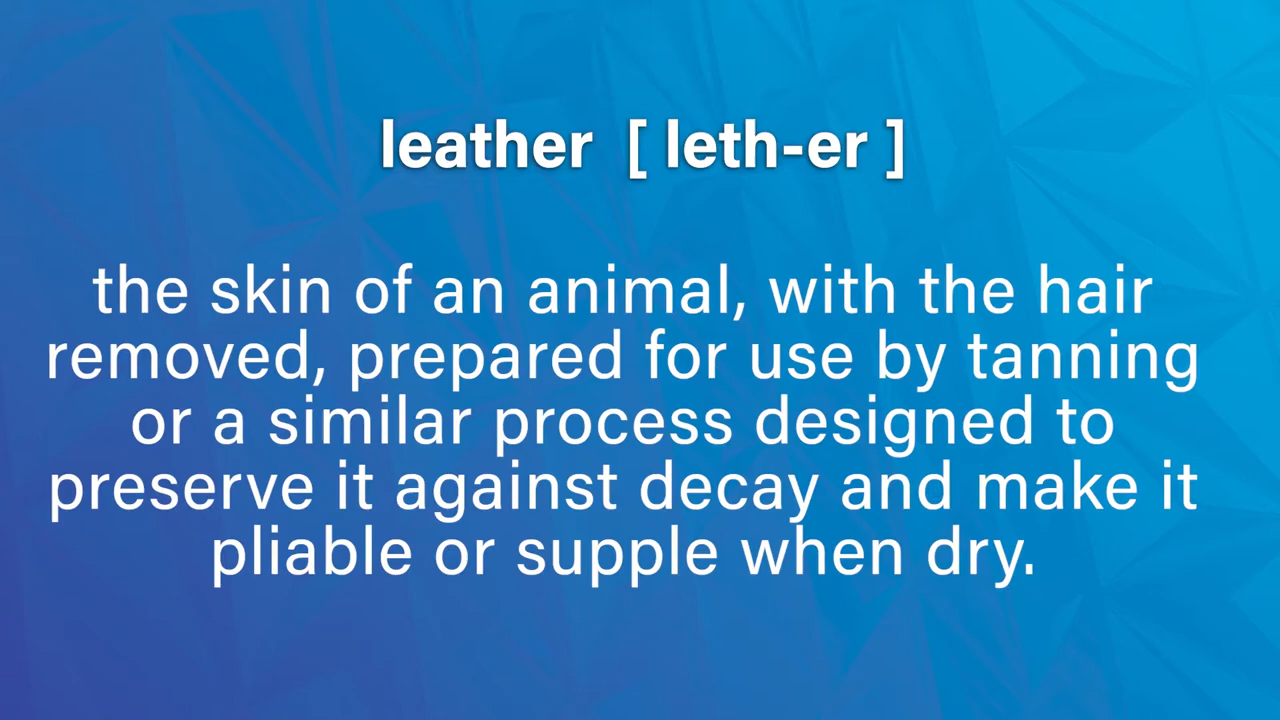 leather [ leth-er ]
the skin of an animal, with the hair
removed, prepared for use by tanning
or a similar process designed to
preserve it against decay and make it
pliable or supple when dry.